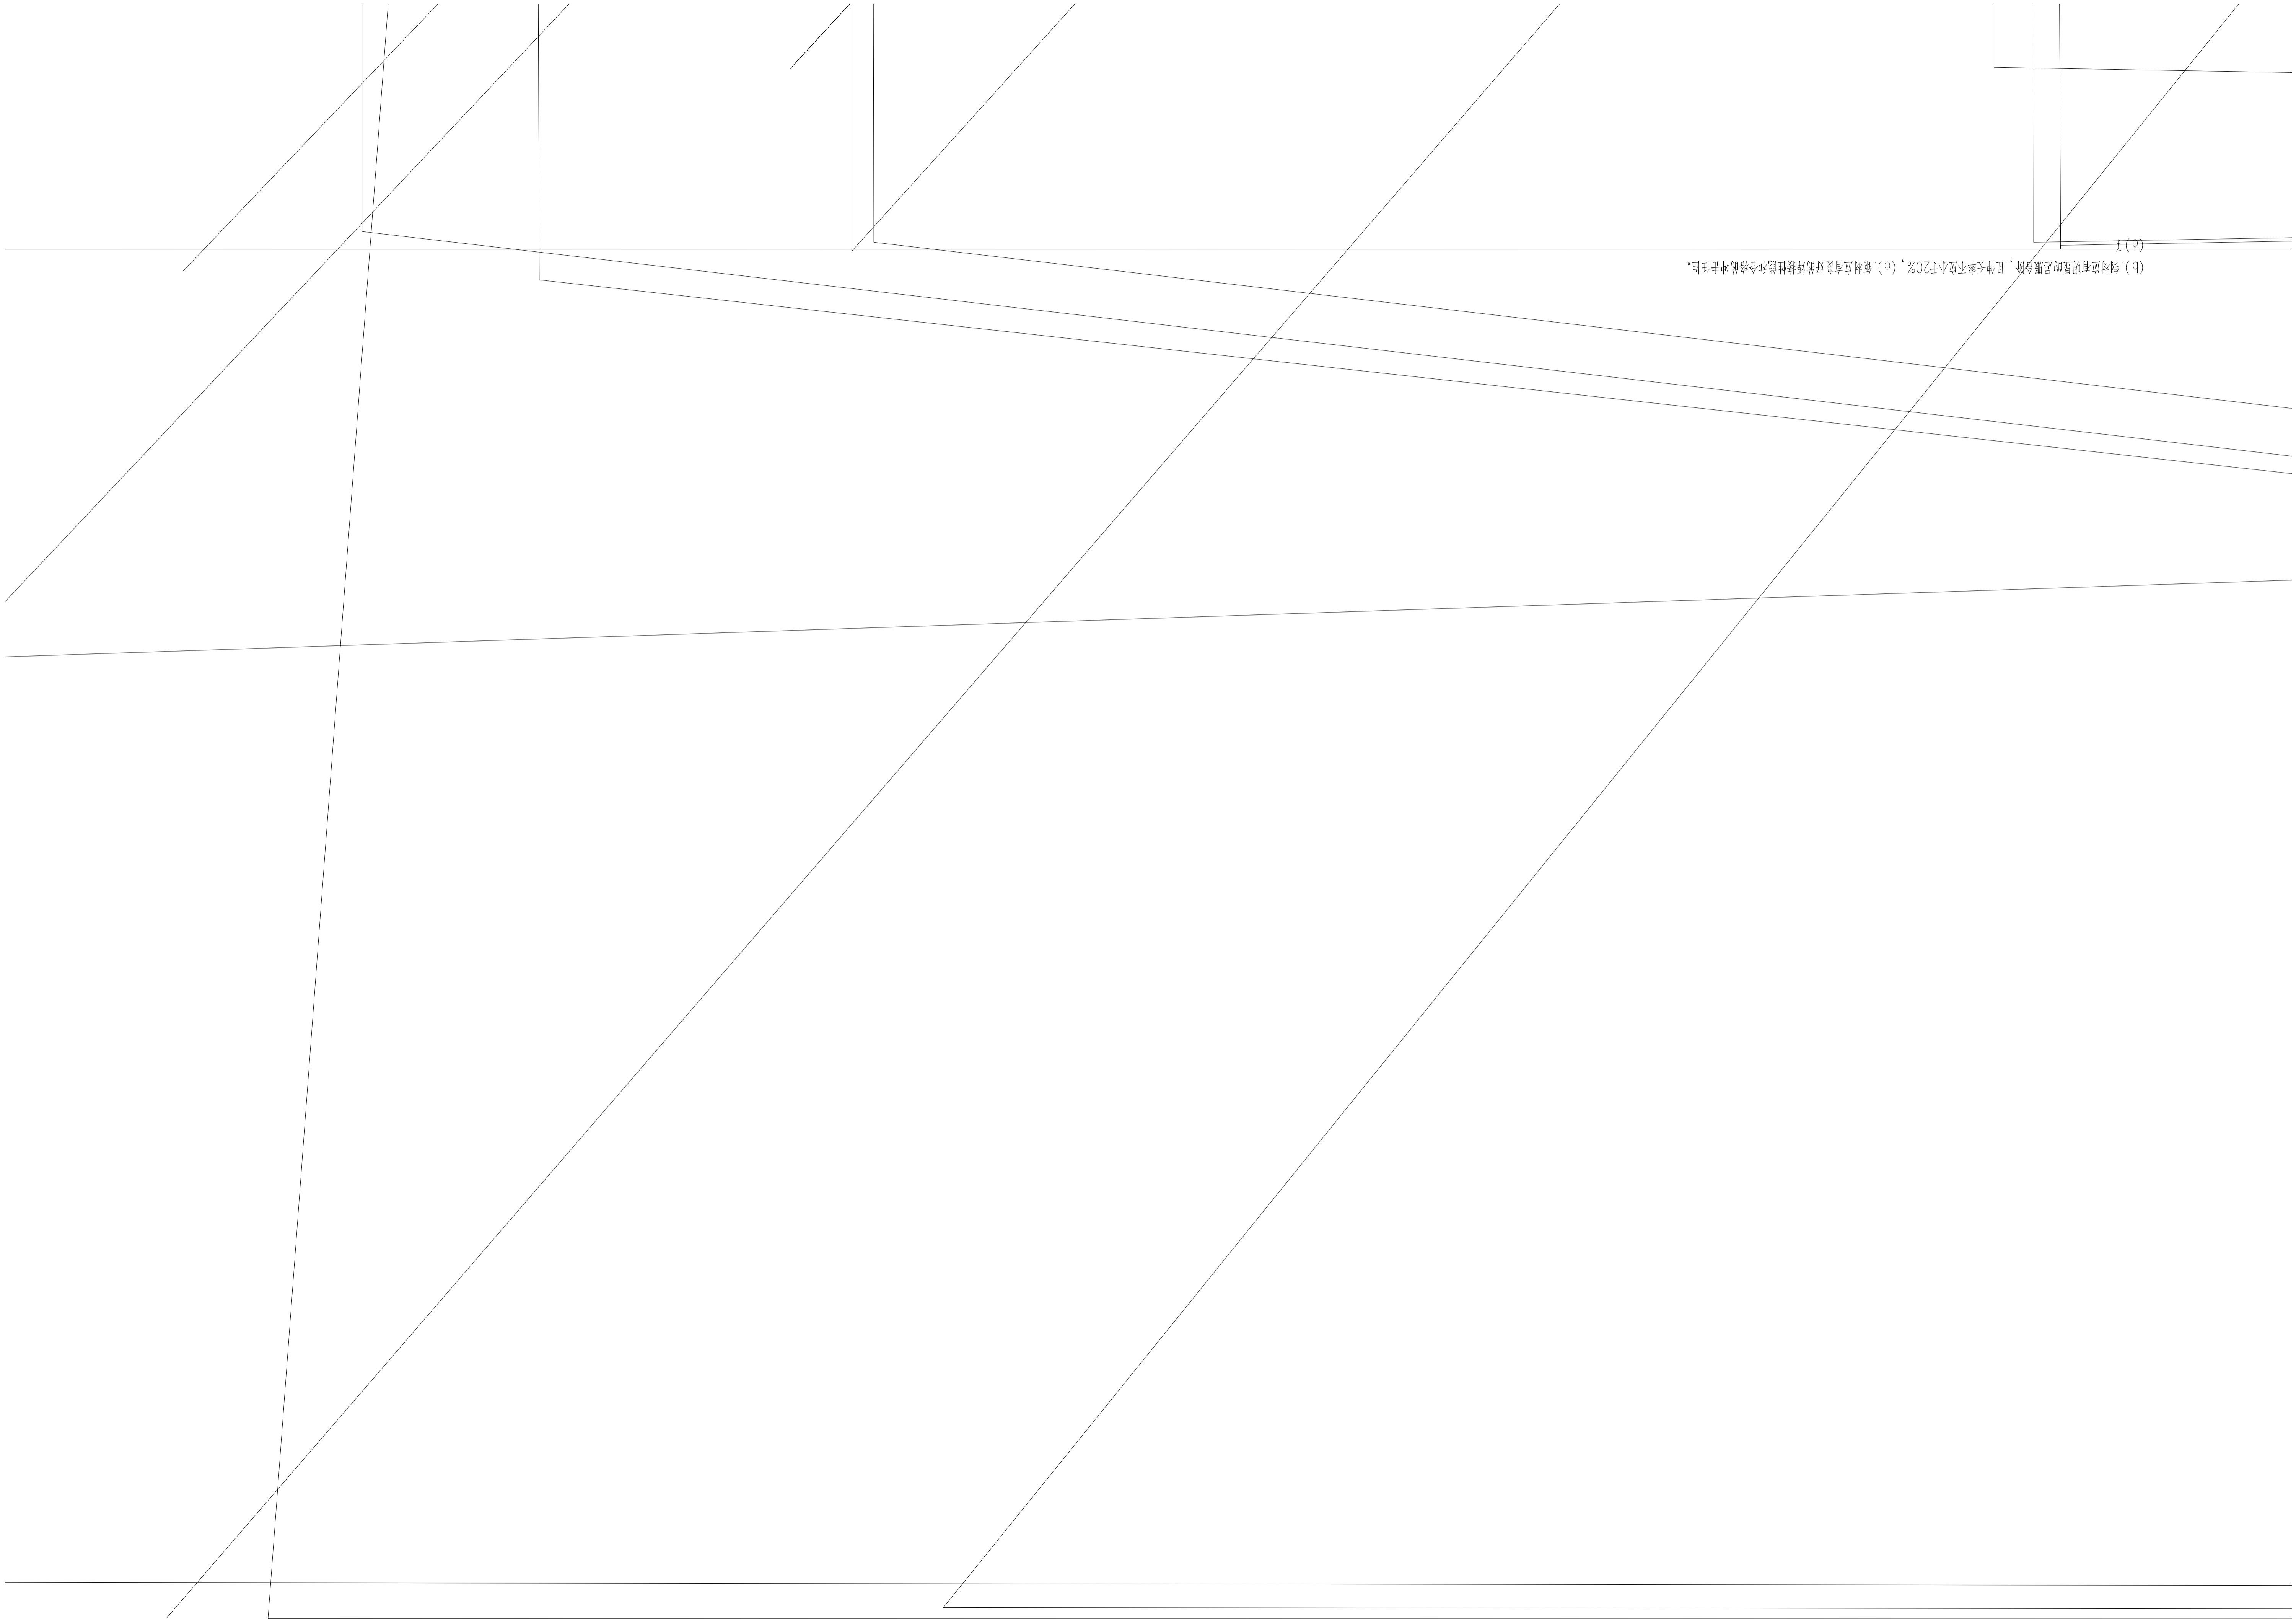 (b).钢材应有明显的屈服台阶，且伸长率不应小于20%，(c).钢材应有良好的焊接性能和合格的冲击任性。
(d)